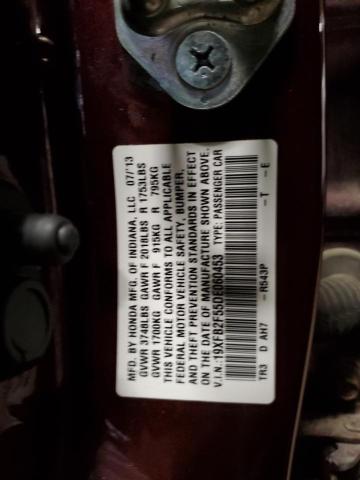 MFD. BY HONDA MFG. OF INDIANA, LLC 07/13
GVWR 3748LBS GAWR F 2018LBS R 1753LBS
GVWR 1700KG GAWR F 915KG R 795KG
THIS VEHICLE CONFORMS TO ALL APPLICABLE
FEDERAL MOTOR VEHICLE SAFETY, BUMPER,
AND THEFT PREVENTION STANDARDS IN EFFECT
ON THE DATE OF MANUFACTURE SHOWN ABOVE.
V.I.N.: 19XFB2F55DE060453 TYPE: PASSENGER CAR
TR3 D AH7 - R543P - T - E